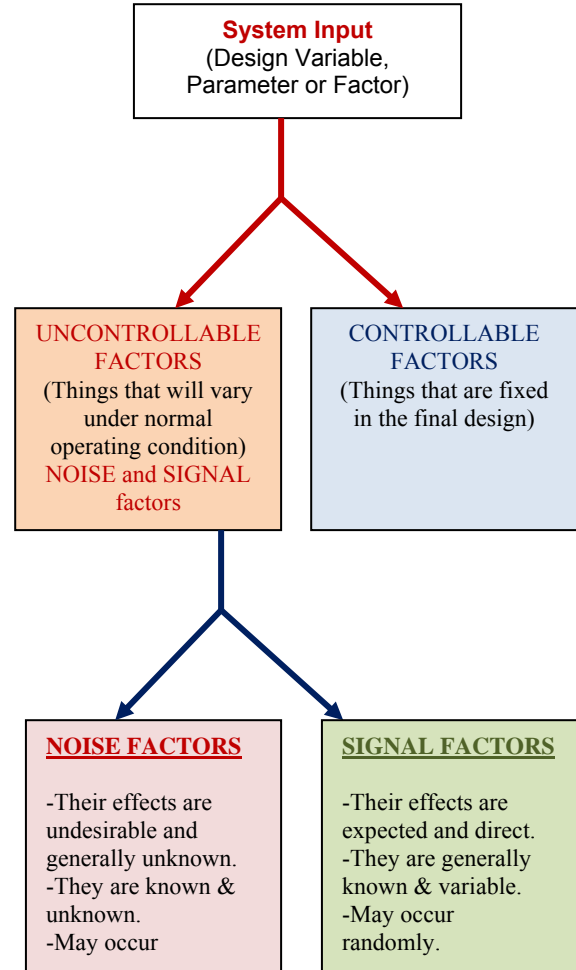 System Input
(Design Variable,
Parameter or Factor)
UNCONTROLLABLE
FACTORS
(Things that will vary
under normal
operating condition)
NOISE and SIGNAL
factors
CONTROLLABLE
FACTORS
(Things that are fixed
in the final design)
NOISE FACTORS
-Their effects are
undesirable and
generally unknown.
-They are known &
unknown.
-May occur
SIGNAL FACTORS
-Their effects are
expected and direct.
-They are generally
known & variable.
-May occur
randomly.